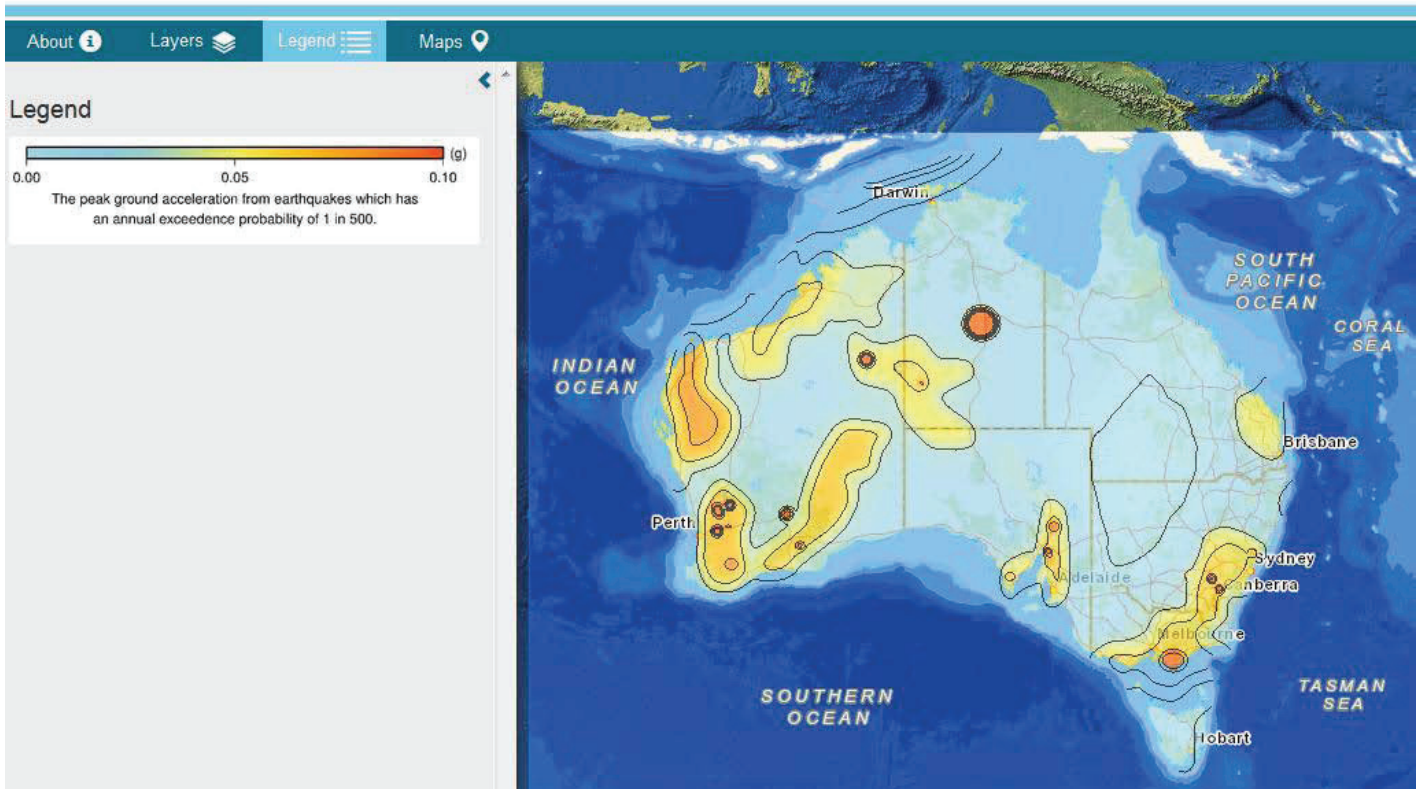 About i
Layers
Legend
Maps
Legend
(g)
0.00 0.05 0.10
The peak ground acceleration from earthquakes which has
an annual exceedence probability of 1 in 500.
Darwin
SOUTH
PACIFIC
OCEAN
CORAL
SEA
INDIAN
OCEAN
Brisbane
Perth
Sydney
Adelaide
Canberra
Melbourne
SOUTHERN
OCEAN
TASMAN
SEA
Hobart